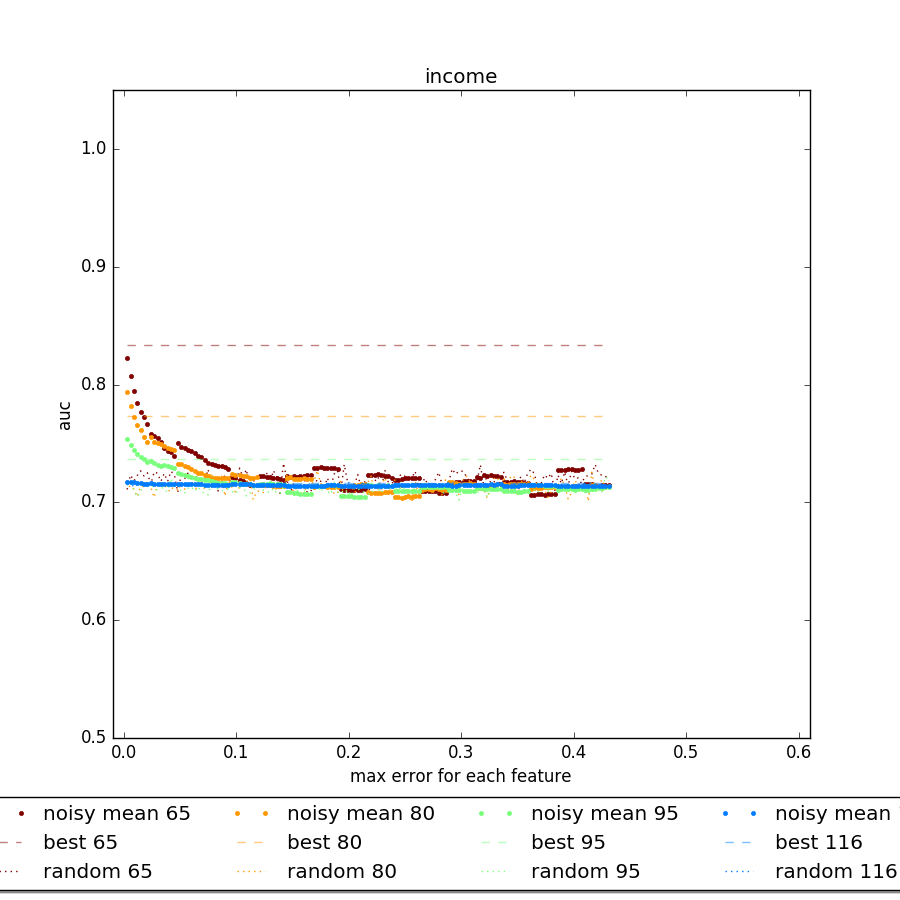 income
1.0
0.9
0.8
0.7
0.6
0.5
auc
0.0 0.1 0.2 0.3 0.4 0.5 0.6
max error for each feature
noisy mean 65 noisy mean 80 noisy mean 95 noisy mean
best 65 best 80 best 95 best 116
random 65 random 80 random 95 random 116